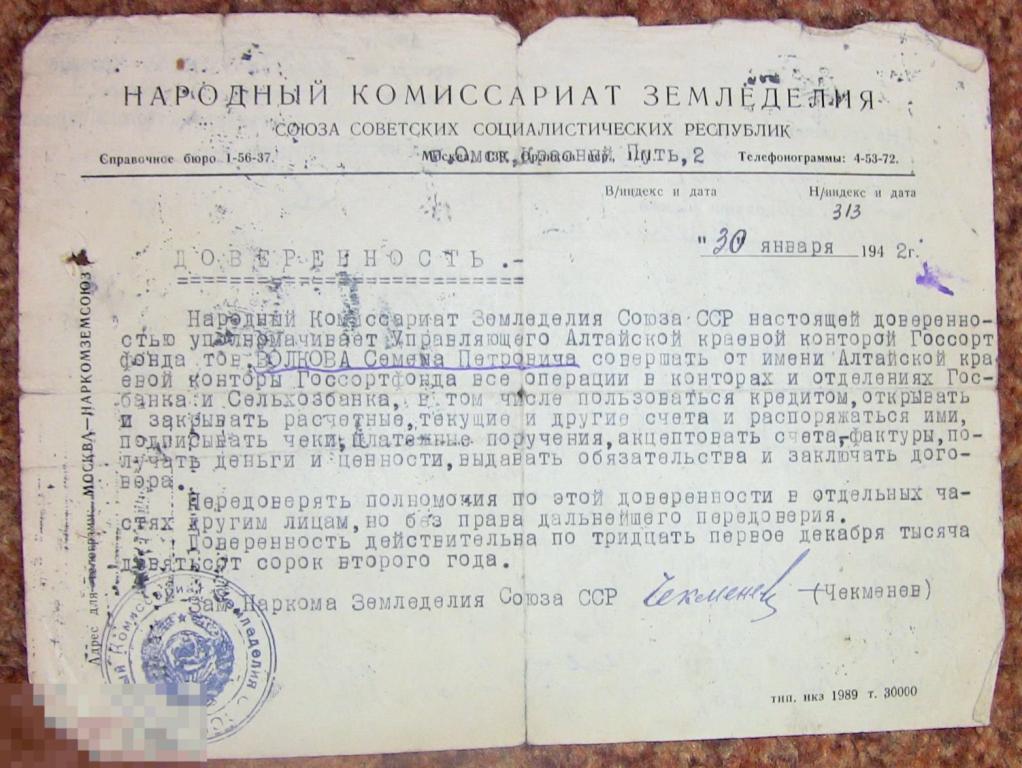 НАРОДНЫЙ КОМИССАРИАТ ЗЕМЛЕДЕЛИЯ
СОЮЗА СОВЕТСКИХ СОЦИАЛИСТИЧЕСКИХ РЕСПУБЛИК
Справочное бюро 1-56-37.
г.Омск, Красный Путь, 2
Телефонограммы: 4-53-72.
В/индекс и дата
Н/индекс и дата
313
"30 января 1942г.
ДОВЕРЕННОСТЬ.-
Народный Комиссариат Земледелия Союза ССР настоящей доверенно-
стью уполномачивает Управляющего Алтайской краевой конторой Госсорт
фонда тов. ВОЛКОВА Семена Петровича совершать от имени Алтайской кра
евой конторы Госсортфонда все операции в конторах и отделениях Гос-
банка и Сельхозбанка, в том числе пользоваться кредитом, открывать
и закрывать расчетные, текущие и другие счета и распоряжаться ими,
подписывать чеки, платежные поручения, акцептовать счета-фактуры, по-
лучать деньги и ценности, выдавать обязательства и заключать дого-
вора.
Передоверять полномочия по этой доверенности в отдельных ча-
стях другим лицам, но без права дальнейшего передоверия.
Доверенность действительна по тридцать первое декабря тысяча
девятьсот сорок второго года.
Зам Наркома Земледелия Союза ССР Чекменев (Чекменев)
тип. нкз 1989 т. 30000
Адрес для телеграмм: МОСКВА—НАРКОМЗЕМСОЮЗ
Комиссариат Земледелия С